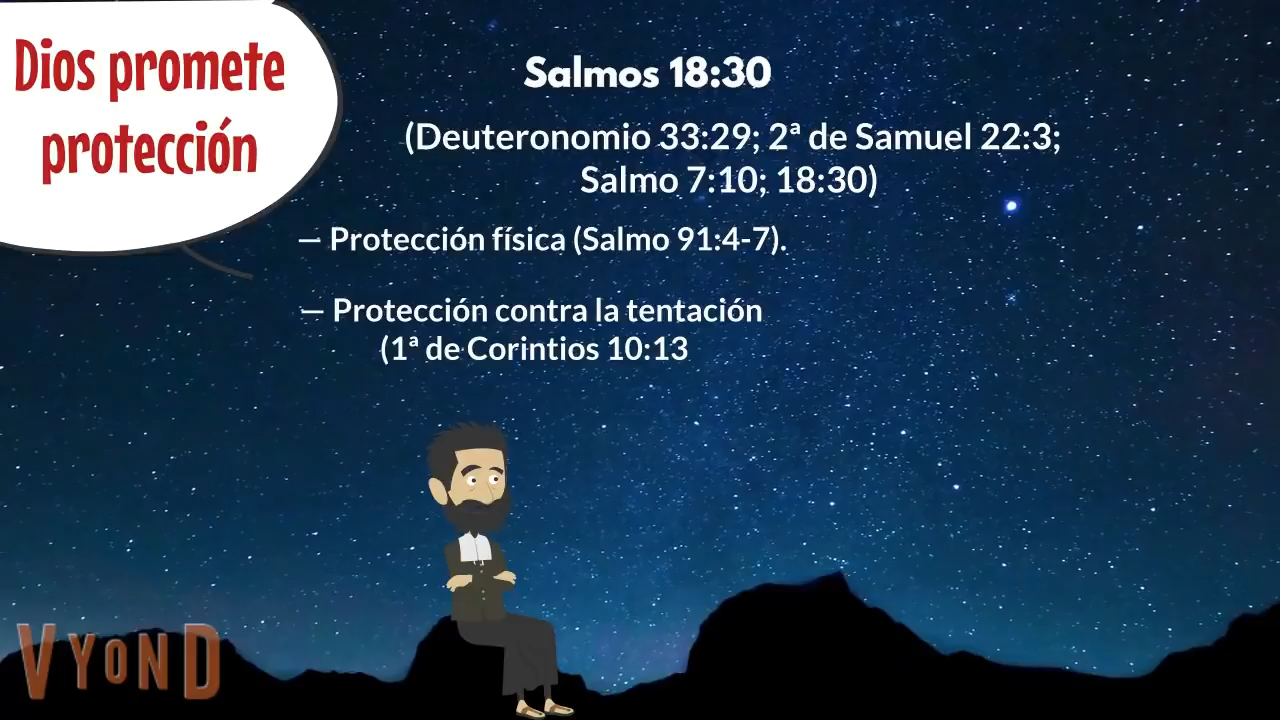 Dios promete
protección
Salmos 18:30
(Deuteronomio 33:29; 2ª de Samuel 22:3;
Salmo 7:10; 18:30)
— Protección física (Salmo 91:4-7).
— Protección contra la tentación
(1ª de Corintios 10:13
VYOND